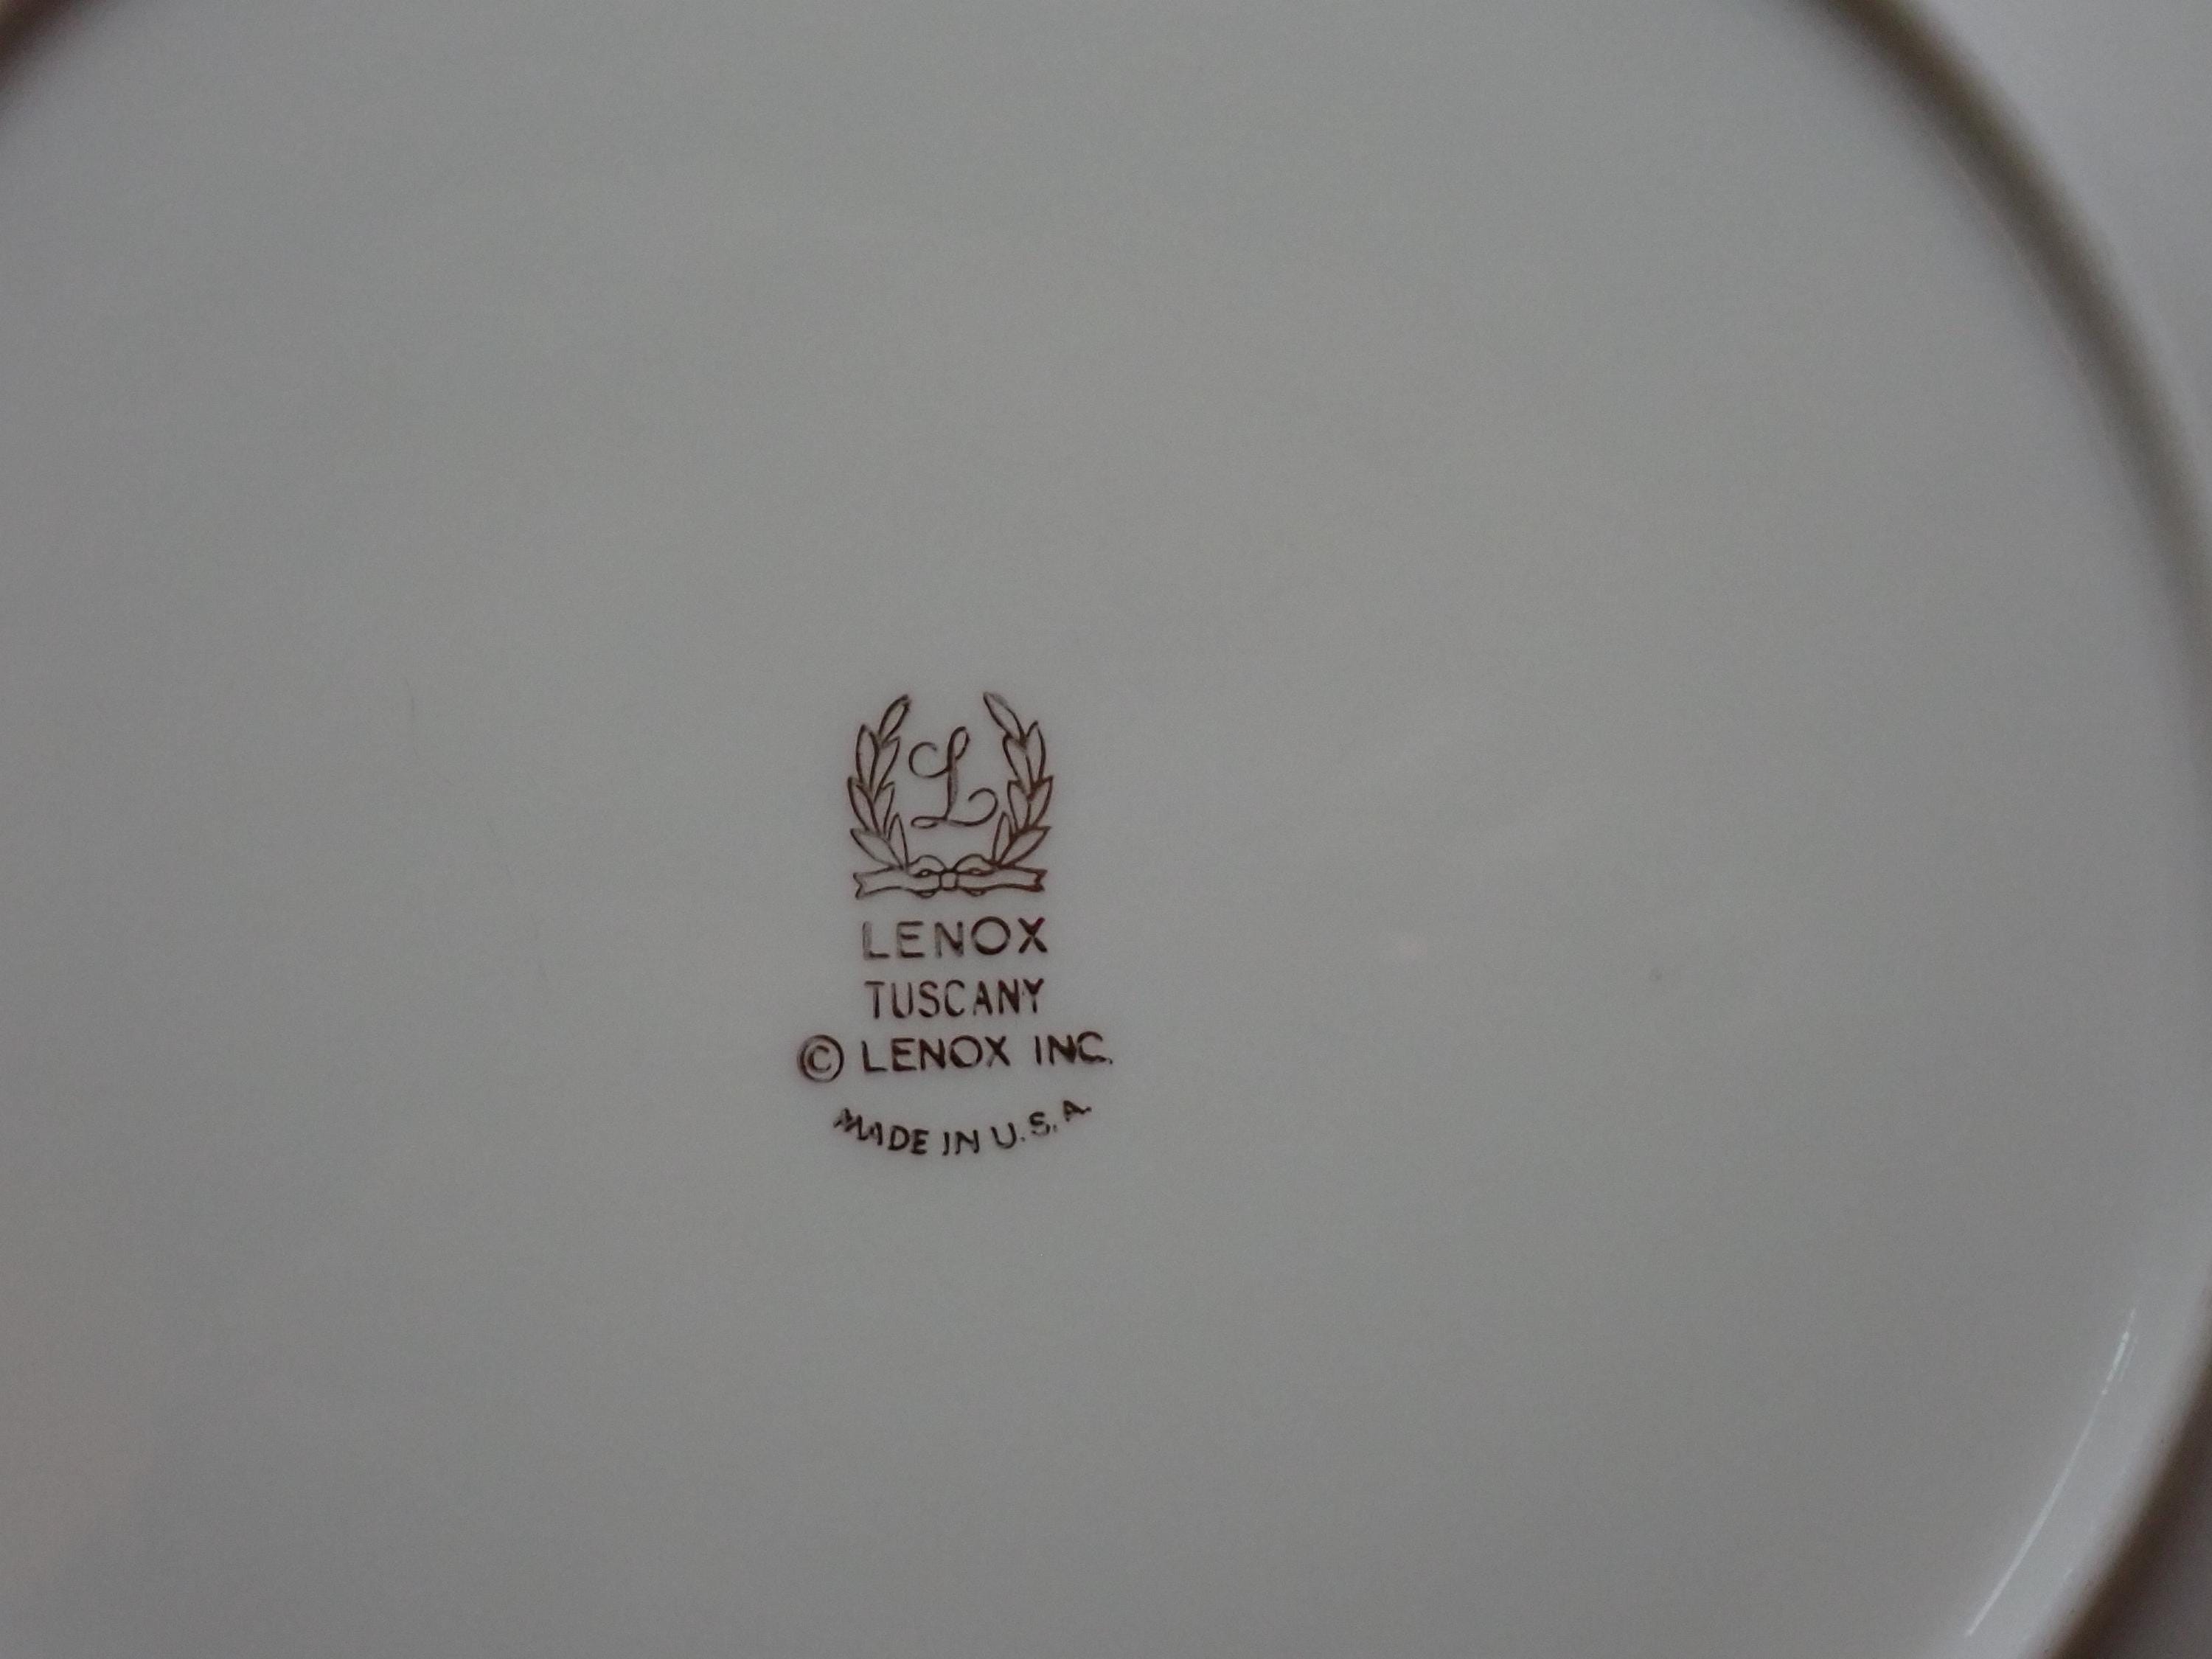 L
LENOX
TUSCANY
© LENOX INC.
MADE IN U.S.A.